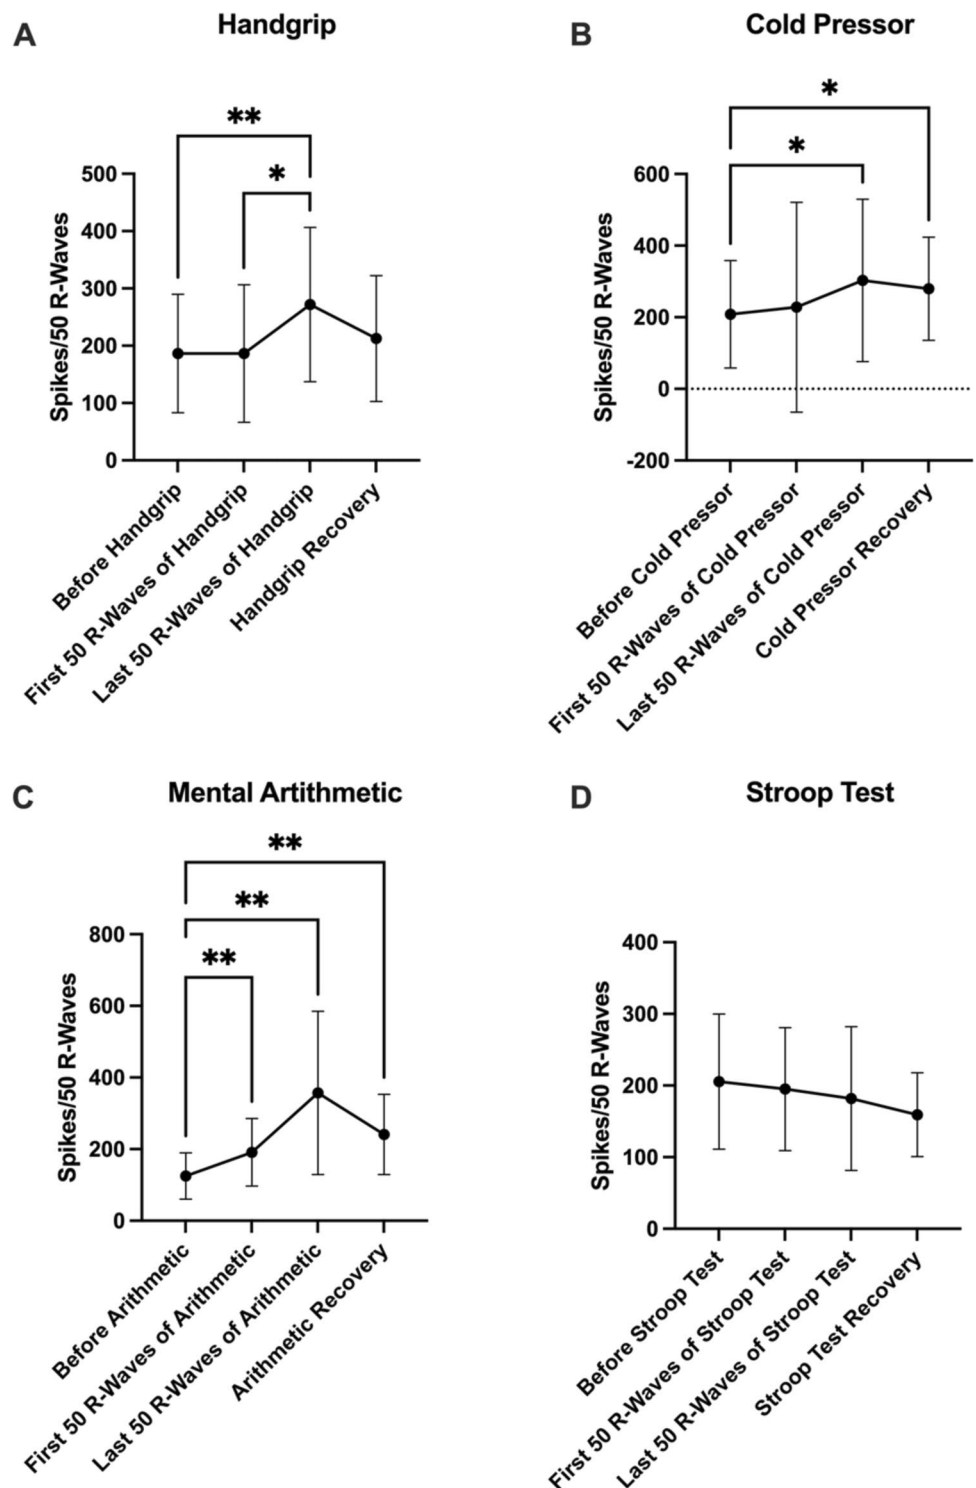 A
Handgrip
**
*
Spikes/50 R-Waves
500
400
300
200
100
0
Before Handgrip
First 50 R-Waves of Handgrip
Last 50 R-Waves of Handgrip
Handgrip Recovery
B
Cold Pressor
*
*
Spikes/50 R-Waves
600
400
200
0
-200
Before Cold Pressor
First 50 R-Waves of Cold Pressor
Last 50 R-Waves of Cold Pressor
Cold Pressor Recovery
C
Mental Artithmetic
**
**
**
Spikes/50 R-Waves
800
600
400
200
0
Before Arithmetic
First 50 R-Waves of Arithmetic
Last 50 R-Waves of Arithmetic
Arithmetic Recovery
D
Stroop Test
Spikes/50 R-Waves
400
300
200
100
0
Before Stroop Test
First 50 R-Waves of Stroop Test
Last 50 R-Waves of Stroop Test
Stroop Test Recovery